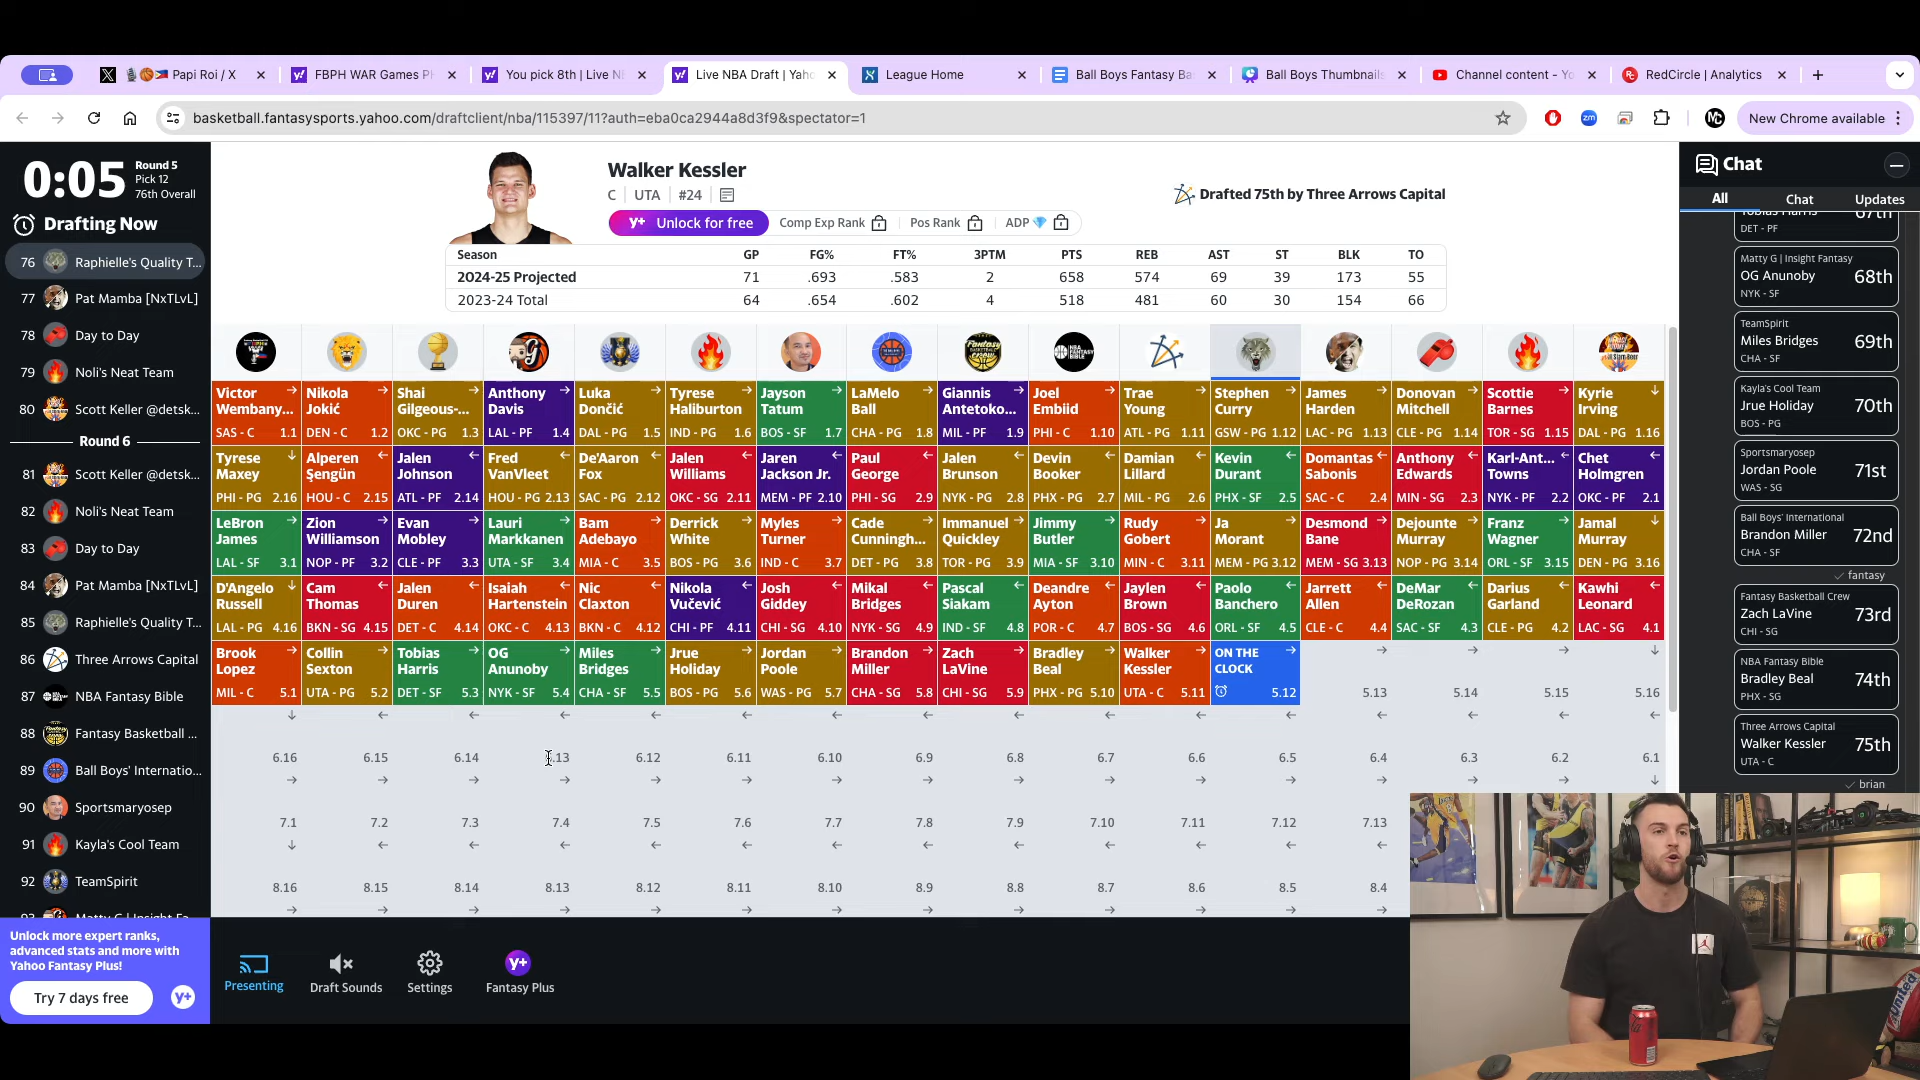 Papi Roi / X
FBPH WAR Games P
You pick 8th | Live N
Live NBA Draft | Yaho
League Home
Ball Boys Fantasy Ba
Ball Boys Thumbnails
Channel content - Yo
RedCircle | Analytics
basketball.fantasysports.yahoo.com/draftclient/nba/115397/11?auth=eba0ca2944a8d3f9&spectator=1
New Chrome available
0:05
Round 5
Pick 12
76th Overall
Drafting Now
76 Raphielle's Quality T...
77 Pat Mamba [NxTLvL]
78 Day to Day
79 Noli's Neat Team
80 Scott Keller @detsk...
Round 6
81 Scott Keller @detsk...
82 Noli's Neat Team
83 Day to Day
84 Pat Mamba [NxTLvL]
85 Raphielle's Quality T...
86 Three Arrows Capital
87 NBA Fantasy Bible
88 Fantasy Basketball ...
89 Ball Boys' Internatio...
90 Sportsmaryosep
91 Kayla's Cool Team
92 TeamSpirit
Unlock more expert ranks,
advanced stats and more with
Yahoo Fantasy Plus!
Try 7 days free
y+
Walker Kessler
C | UTA | #24
y+ Unlock for free
Comp Exp Rank
Pos Rank
ADP
Drafted 75th by Three Arrows Capital
Season GP FG% FT% 3PTM PTS REB AST ST BLK TO
2024-25 Projected 71 .693 .583 2 658 574 69 39 173 55
2023-24 Total 64 .654 .602 4 518 481 60 30 154 66
Victor Wembany... SAS - C 1.1
Nikola Jokić DEN - C 1.2
Shai Gilgeous-... OKC - PG 1.3
Anthony Davis LAL - PF 1.4
Luka Dončić DAL - PG 1.5
Tyrese Haliburton IND - PG 1.6
Jayson Tatum BOS - SF 1.7
LaMelo Ball CHA - PG 1.8
Giannis Antetoko... MIL - PF 1.9
Joel Embiid PHI - C 1.10
Trae Young ATL - PG 1.11
Stephen Curry GSW - PG 1.12
James Harden LAC - PG 1.13
Donovan Mitchell CLE - PG 1.14
Scottie Barnes TOR - SG 1.15
Kyrie Irving DAL - PG 1.16
Tyrese Maxey PHI - PG 2.16
Alperen Şengün HOU - C 2.15
Jalen Johnson ATL - PF 2.14
Fred VanVleet HOU - PG 2.13
De'Aaron Fox SAC - PG 2.12
Jalen Williams OKC - SG 2.11
Jaren Jackson Jr. MEM - PF 2.10
Paul George PHI - SG 2.9
Jalen Brunson NYK - PG 2.8
Devin Booker PHX - PG 2.7
Damian Lillard MIL - PG 2.6
Kevin Durant PHX - SF 2.5
Domantas Sabonis SAC - C 2.4
Anthony Edwards MIN - SG 2.3
Karl-Ant... Towns NYK - PF 2.2
Chet Holmgren OKC - PF 2.1
LeBron James LAL - SF 3.1
Zion Williamson NOP - PF 3.2
Evan Mobley CLE - PF 3.3
Lauri Markkanen UTA - SF 3.4
Bam Adebayo MIA - C 3.5
Derrick White BOS - PG 3.6
Myles Turner IND - C 3.7
Cade Cunningh... DET - PG 3.8
Immanuel Quickley TOR - PG 3.9
Jimmy Butler MIA - SF 3.10
Rudy Gobert MIN - C 3.11
Ja Morant MEM - PG 3.12
Desmond Bane MEM - SG 3.13
Dejounte Murray NOP - PG 3.14
Franz Wagner ORL - SF 3.15
Jamal Murray DEN - PG 3.16
D'Angelo Russell LAL - PG 4.16
Cam Thomas BKN - SG 4.15
Jalen Duren DET - C 4.14
Isaiah Hartenstein OKC - C 4.13
Nic Claxton BKN - C 4.12
Nikola Vučević CHI - PF 4.11
Josh Giddey CHI - SG 4.10
Mikal Bridges NYK - SG 4.9
Pascal Siakam IND - SF 4.8
Deandre Ayton POR - C 4.7
Jaylen Brown BOS - SG 4.6
Paolo Banchero ORL - SF 4.5
Jarrett Allen CLE - C 4.4
DeMar DeRozan SAC - SF 4.3
Darius Garland CLE - PG 4.2
Kawhi Leonard LAC - SG 4.1
Brook Lopez MIL - C 5.1
Collin Sexton UTA - PG 5.2
Tobias Harris DET - SF 5.3
OG Anunoby NYK - SF 5.4
Miles Bridges CHA - SF 5.5
Jrue Holiday BOS - PG 5.6
Jordan Poole WAS - PG 5.7
Brandon Miller CHA - SG 5.8
Zach LaVine CHI - SG 5.9
Bradley Beal PHX - PG 5.10
Walker Kessler UTA - C 5.11
ON THE CLOCK 5.12
5.13 5.14 5.15 5.16
6.16 6.15 6.14 .13 6.12 6.11 6.10 6.9 6.8 6.7 6.6 6.5 6.4 6.3 6.2 6.1
7.1 7.2 7.3 7.4 7.5 7.6 7.7 7.8 7.9 7.10 7.11 7.12 7.13
8.16 8.15 8.14 8.13 8.12 8.11 8.10 8.9 8.8 8.7 8.6 8.5 8.4
Presenting
Draft Sounds
Settings
Fantasy Plus
Chat
All Chat Updates
DET - PF
Matty G | Insight Fantasy
OG Anunoby 68th
NYK - SF
TeamSpirit
Miles Bridges 69th
CHA - SF
Kayla's Cool Team
Jrue Holiday 70th
BOS - PG
Sportsmaryosep
Jordan Poole 71st
WAS - SG
Ball Boys' International
Brandon Miller 72nd
CHA - SF
fantasy
Fantasy Basketball Crew
Zach LaVine 73rd
CHI - SG
NBA Fantasy Bible
Bradley Beal 74th
PHX - SG
Three Arrows Capital
Walker Kessler 75th
UTA - C
brian